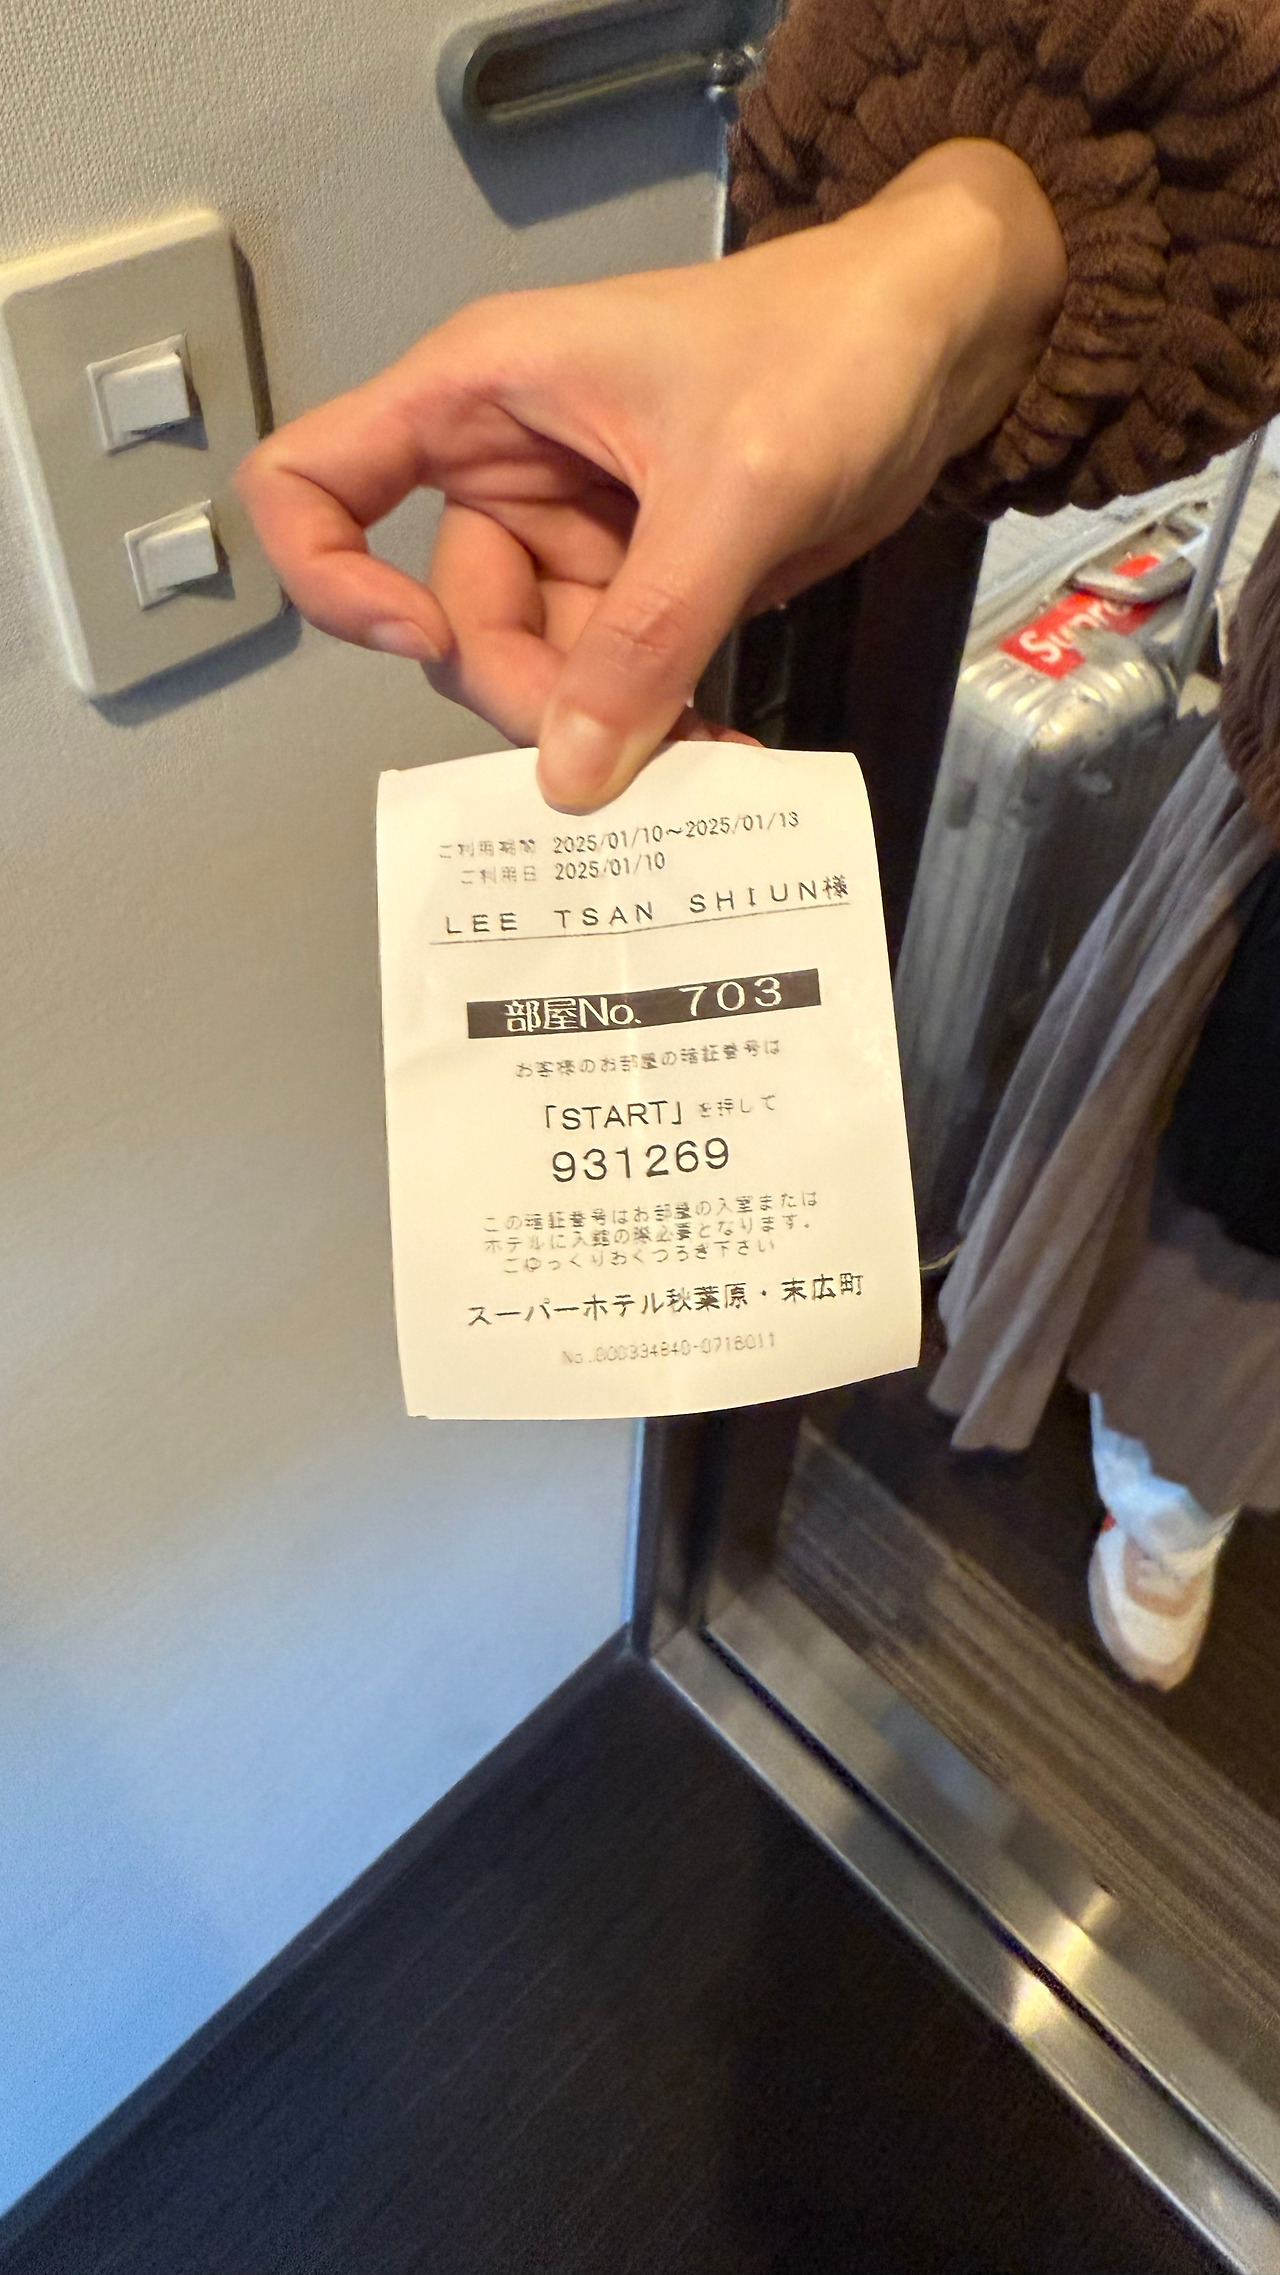 ご利用期間 2025/01/10～2025/01/13
ご利用日 2025/01/10
LEE TSAN SHIUN様
部屋No. 703
お客様のお部屋の暗証番号は
「START」を押して
931269
この暗証番号はお部屋の入室または
ホテルに入館の際必要となります。
ごゆっくりおくつろぎ下さい
スーパーホテル秋葉原・末広町